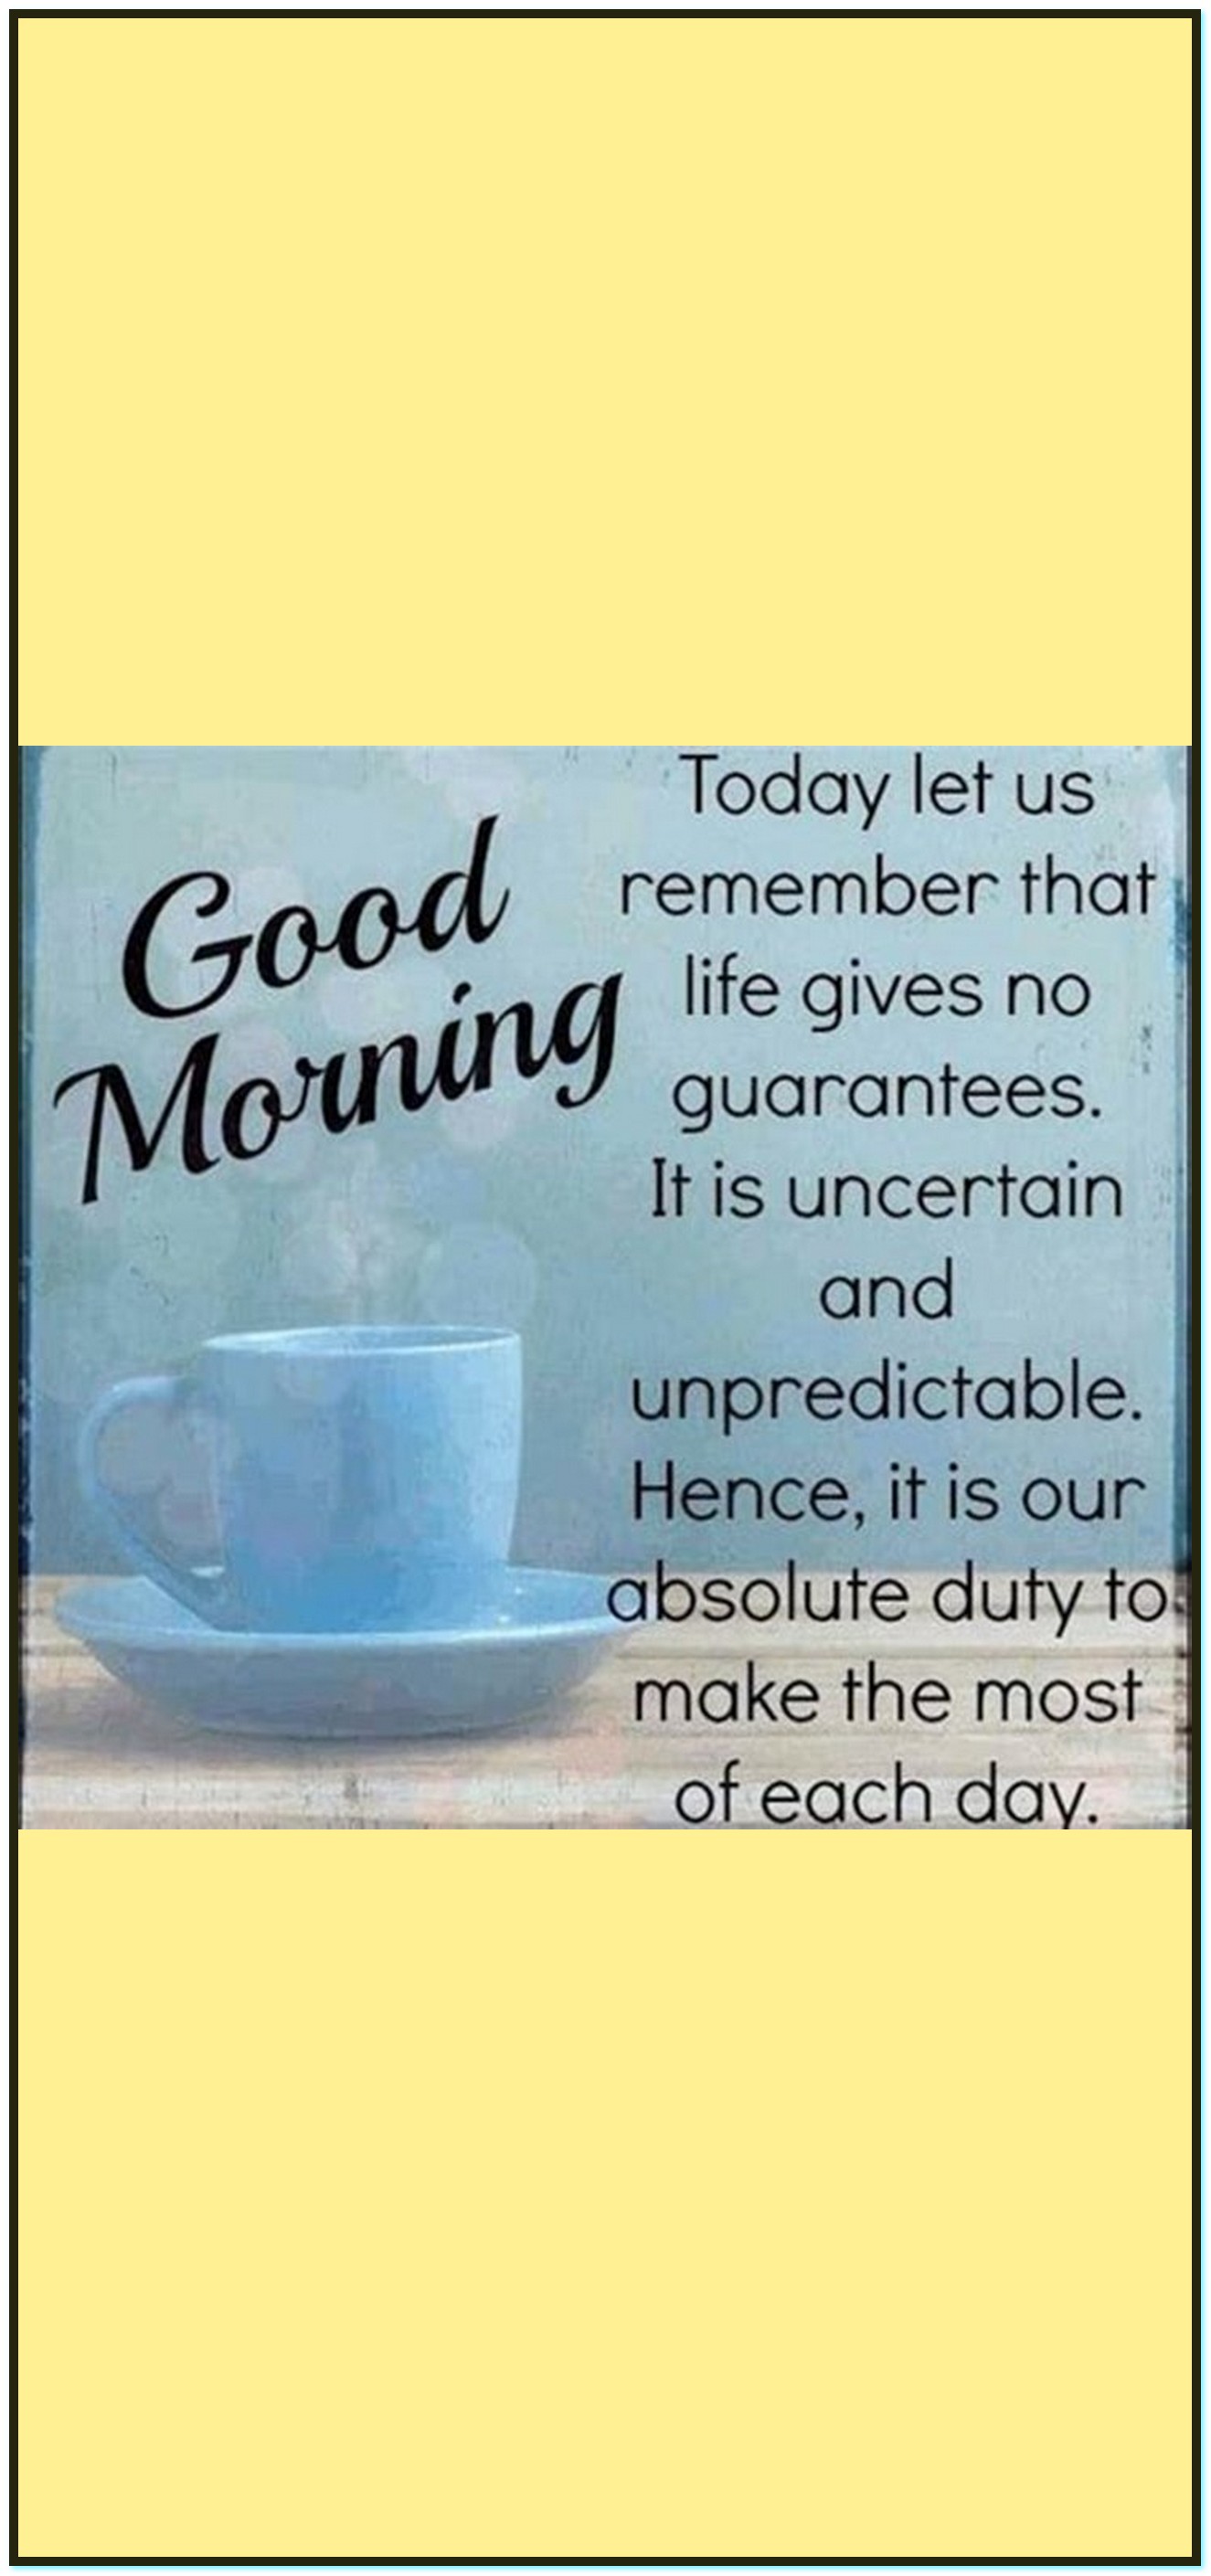 Good
Morning
Today let us
remember that
life gives no
guarantees.
It is uncertain
and
unpredictable.
Hence, it is our
absolute duty to
make the most
of each day.